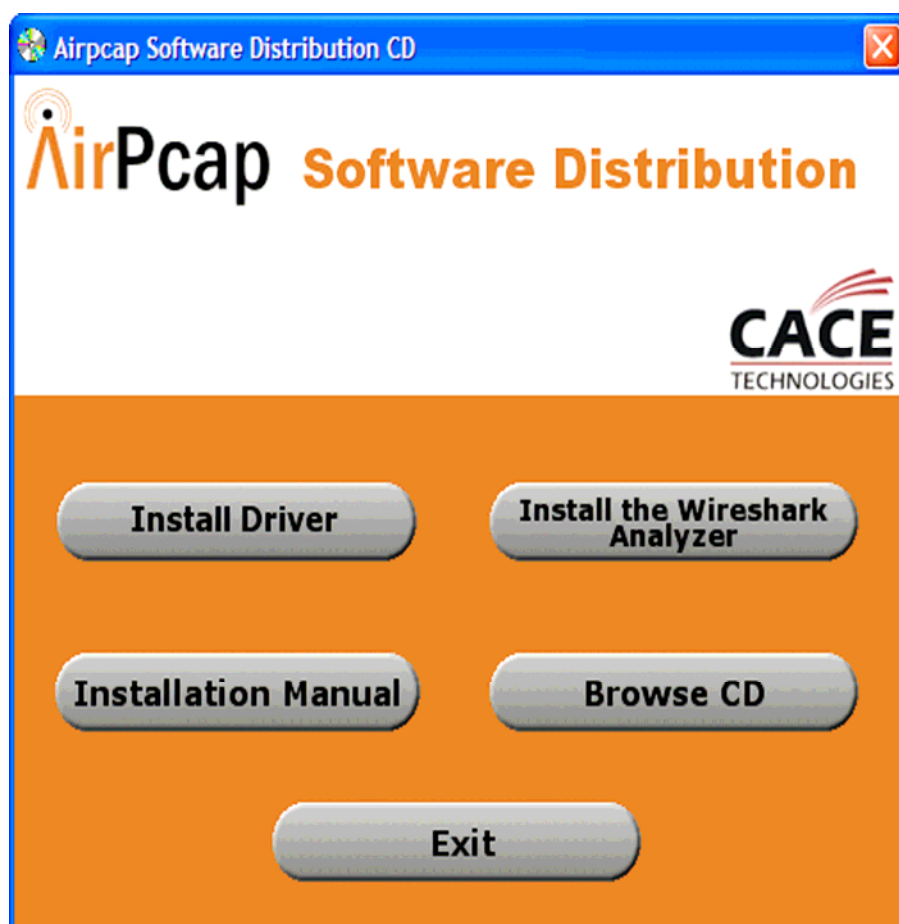 Airpcap Software Distribution CD
AirPcap Software Distribution
CACE
TECHNOLOGIES
Install Driver
Install the Wireshark
Analyzer
Installation Manual
Browse CD
Exit